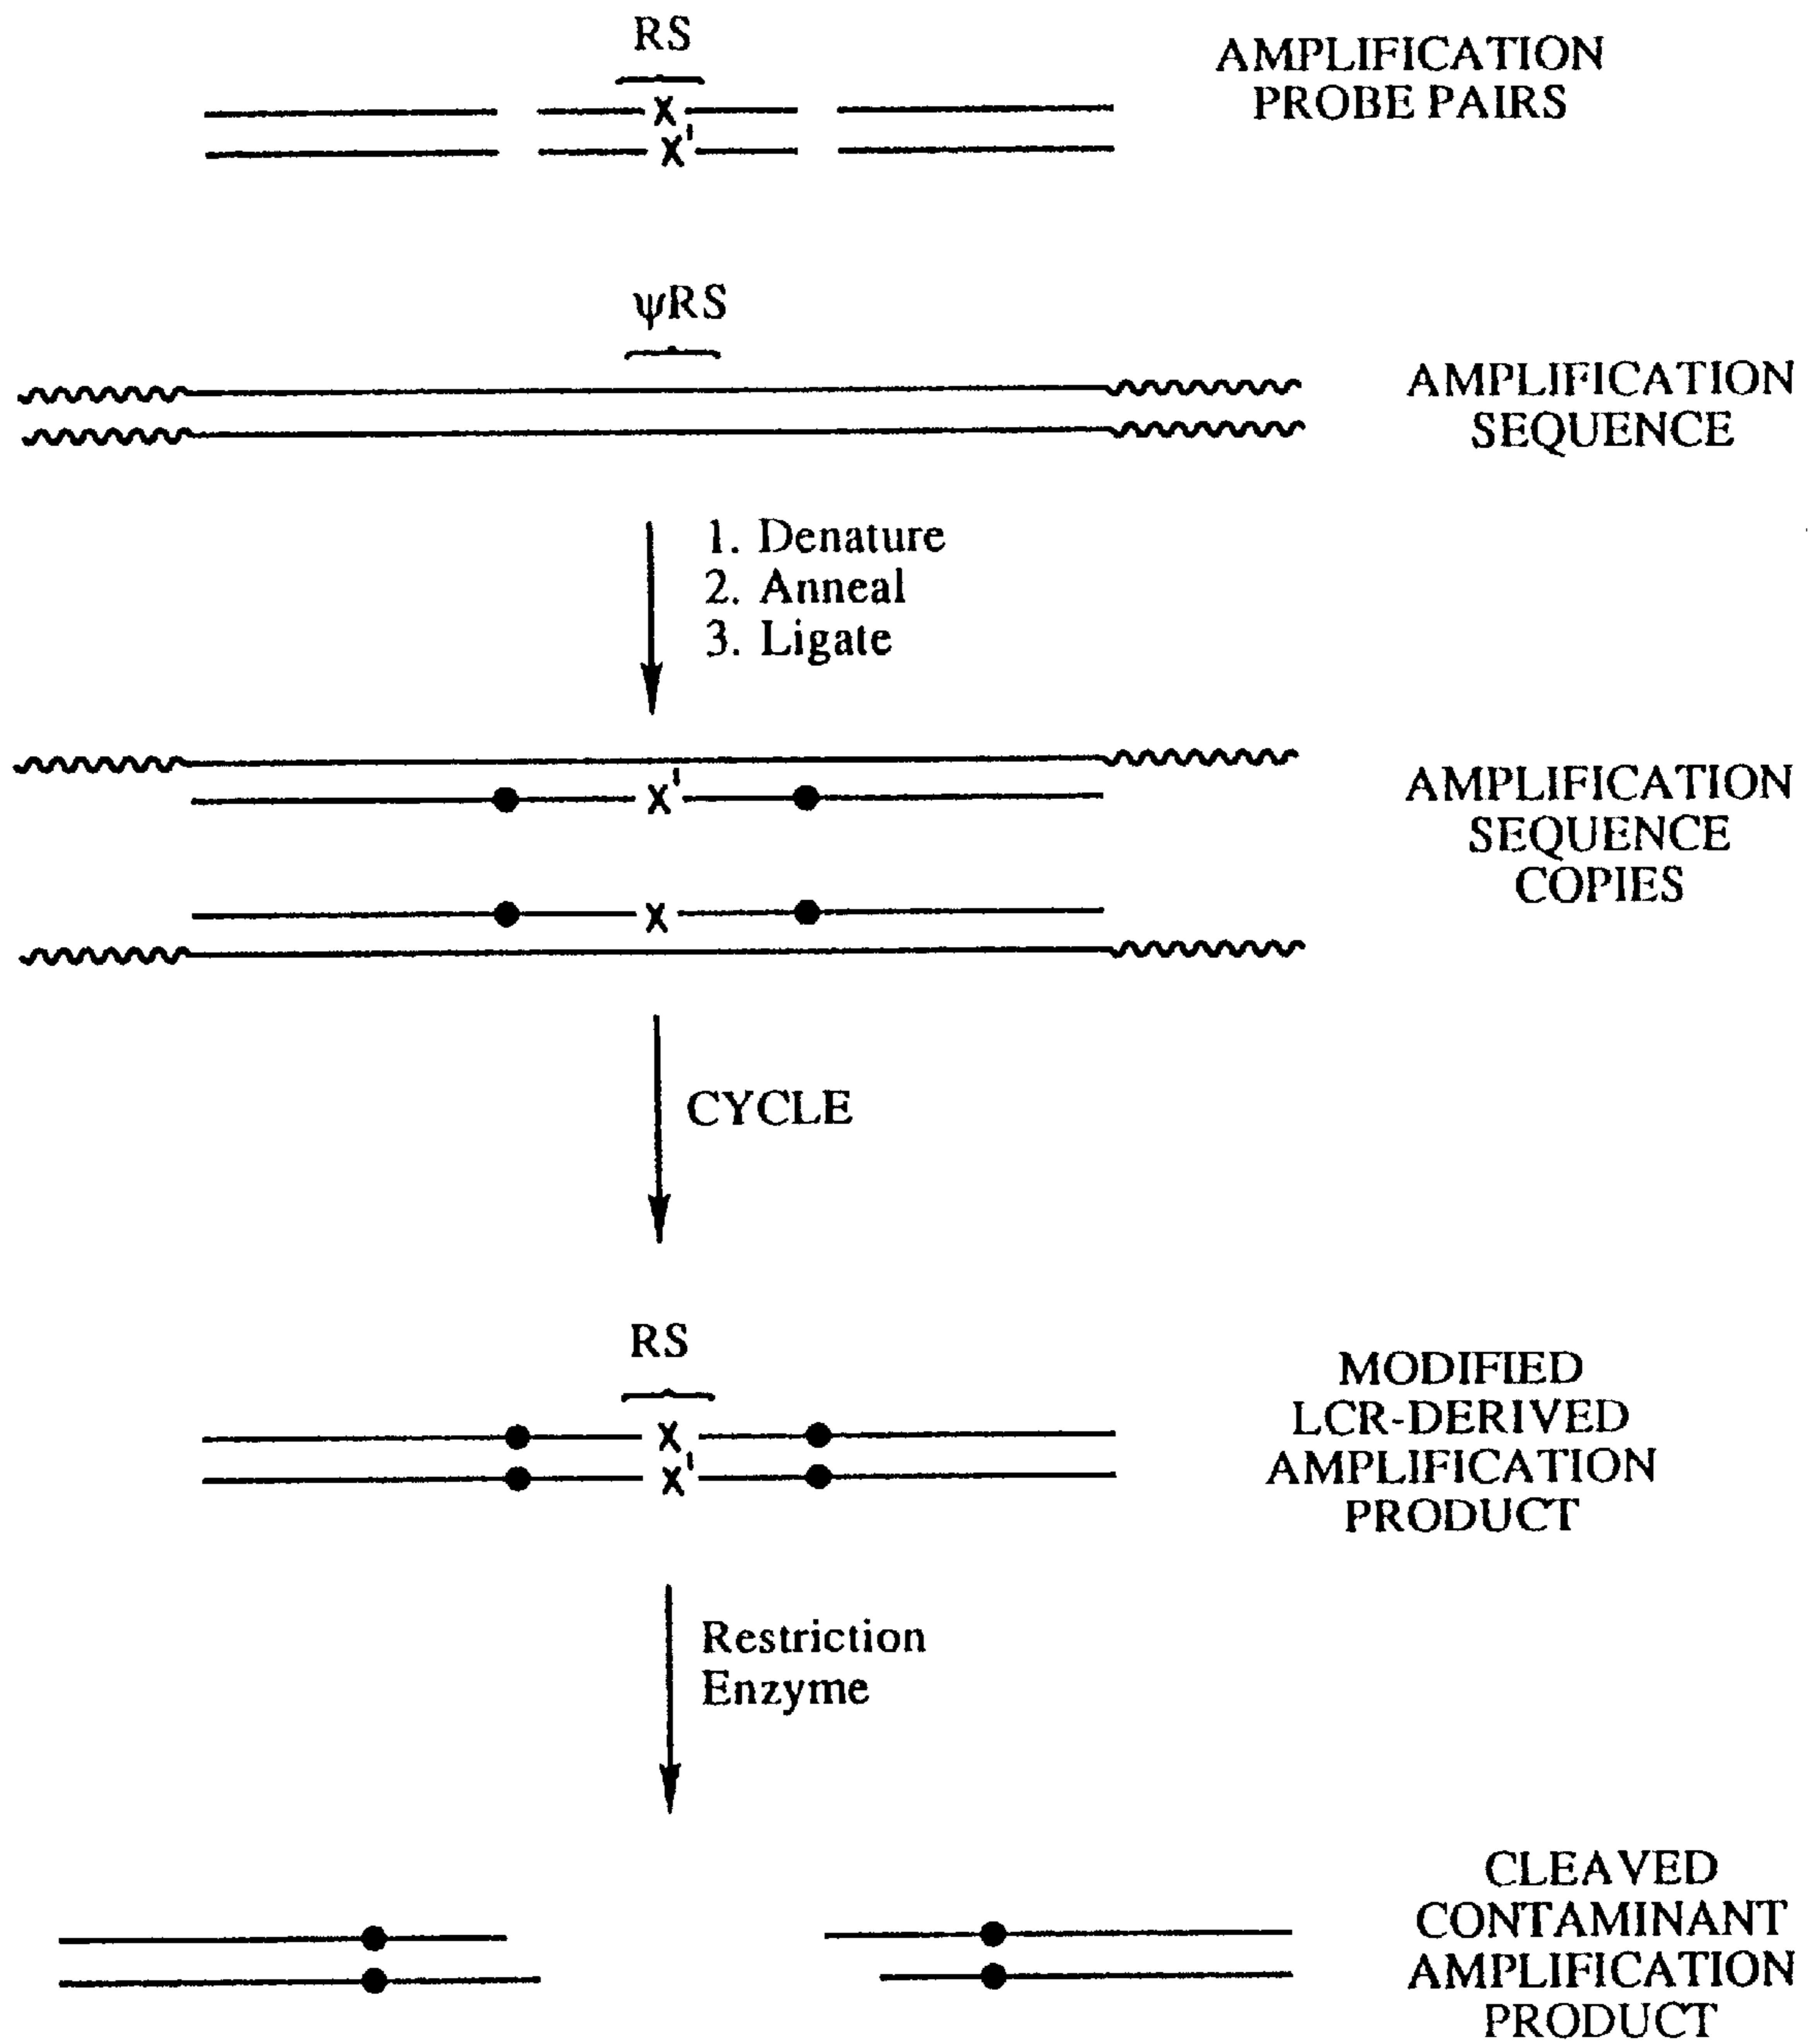 RS
AMPLIFICATION
PROBE PAIRS
X
X'
ψRS
AMPLIFICATION
SEQUENCE
1. Denature
2. Anneal
3. Ligate
X'
X
AMPLIFICATION
SEQUENCE
COPIES
CYCLE
RS
X
X'
MODIFIED
LCR-DERIVED
AMPLIFICATION
PRODUCT
Restriction
Enzyme
CLEAVED
CONTAMINANT
AMPLIFICATION
PRODUCT